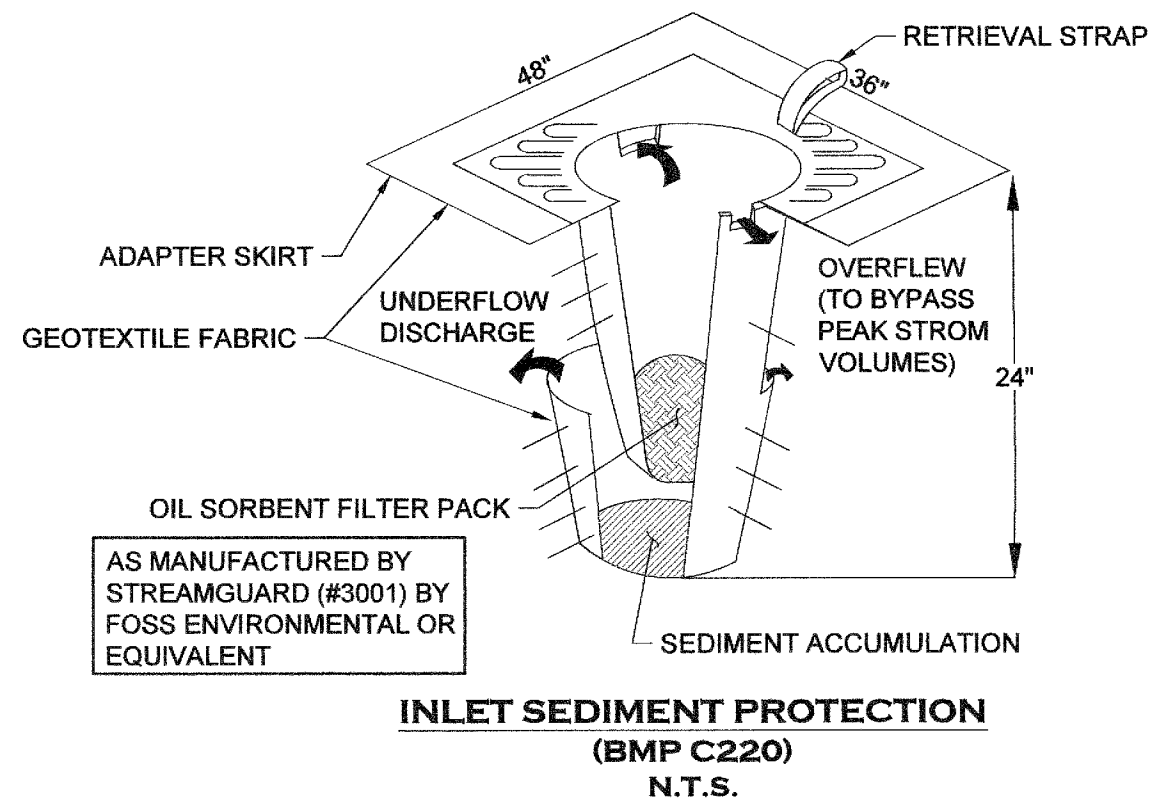 RETRIEVAL STRAP
48"
36"
ADAPTER SKIRT
GEOTEXTILE FABRIC
UNDERFLOW
DISCHARGE
OVERFLEW
(TO BYPASS
PEAK STROM
VOLUMES)
24"
OIL SORBENT FILTER PACK
AS MANUFACTURED BY
STREAMGUARD (#3001) BY
FOSS ENVIRONMENTAL OR
EQUIVALENT
SEDIMENT ACCUMULATION
INLET SEDIMENT PROTECTION
(BMP C220)
N.T.S.